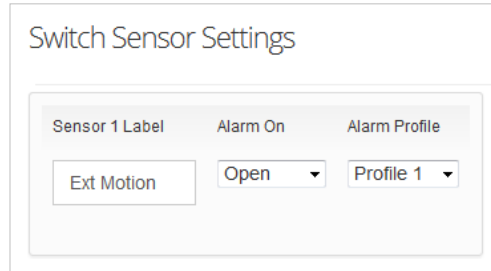 Switch Sensor Settings
Sensor 1 Label Alarm On Alarm Profile
Ext Motion Open Profile 1